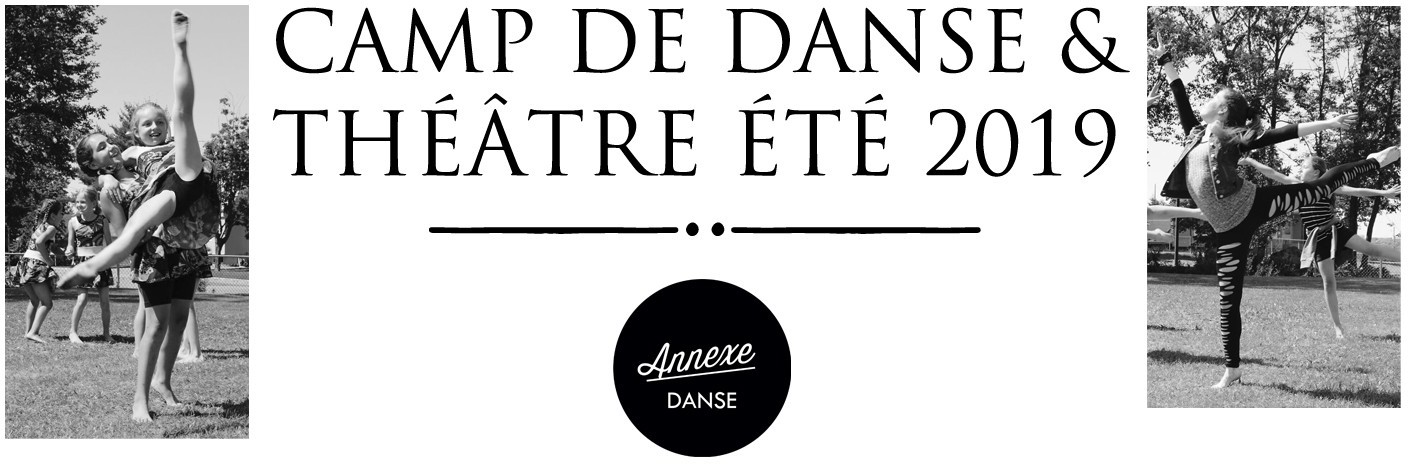 CAMP DE DANSE &
THÉÂTRE ÉTÉ 2019
Annexe
DANSE